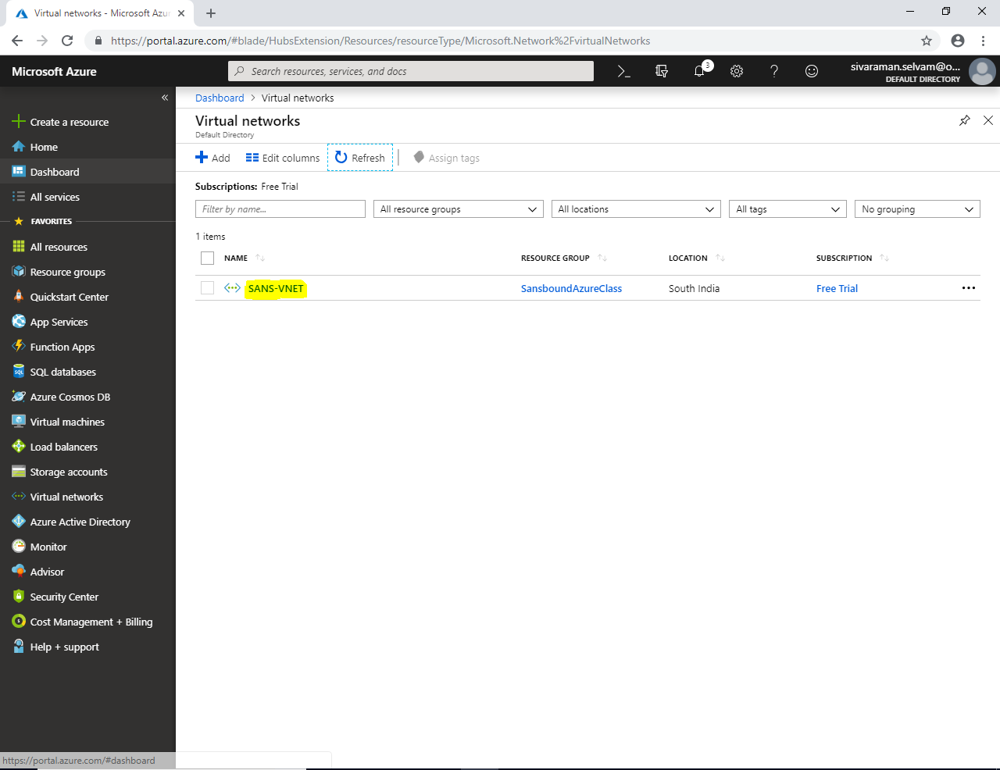 Virtual networks - Microsoft Azur
https://portal.azure.com/#blade/HubsExtension/Resources/resourceType/Microsoft.Network%2FvirtualNetworks
Microsoft Azure
Search resources, services, and docs
3
sivaraman.selvam@o...
DEFAULT DIRECTORY
Create a resource
Home
Dashboard
All services
FAVORITES
All resources
Resource groups
Quickstart Center
App Services
Function Apps
SQL databases
Azure Cosmos DB
Virtual machines
Load balancers
Storage accounts
Virtual networks
Azure Active Directory
Monitor
Advisor
Security Center
Cost Management + Billing
Help + support
https://portal.azure.com/#dashboard
Dashboard > Virtual networks
Virtual networks
Default Directory
Add Edit columns Refresh Assign tags
Subscriptions: Free Trial
Filter by name... All resource groups All locations All tags No grouping
1 items
NAME RESOURCE GROUP LOCATION SUBSCRIPTION
SANS-VNET SansboundAzureClass South India Free Trial